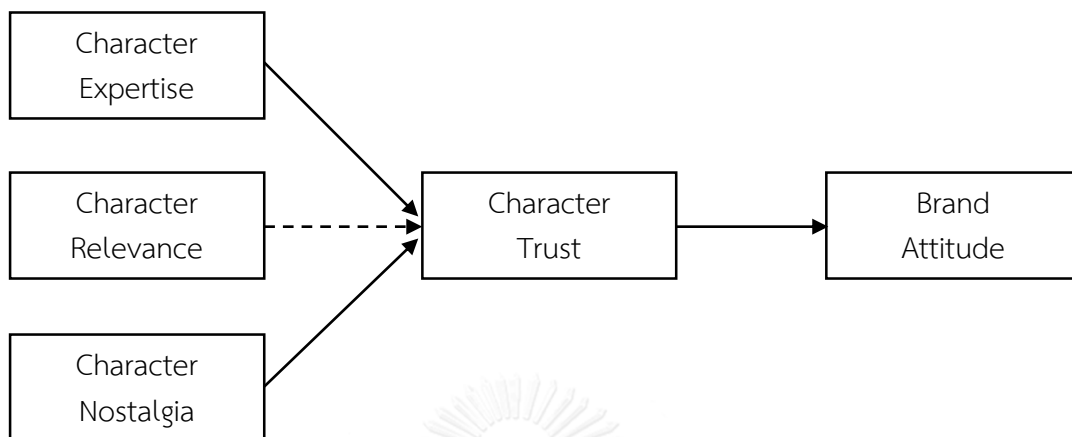 Character
Expertise
Character
Relevance
Character
Trust
Brand
Attitude
Character
Nostalgia